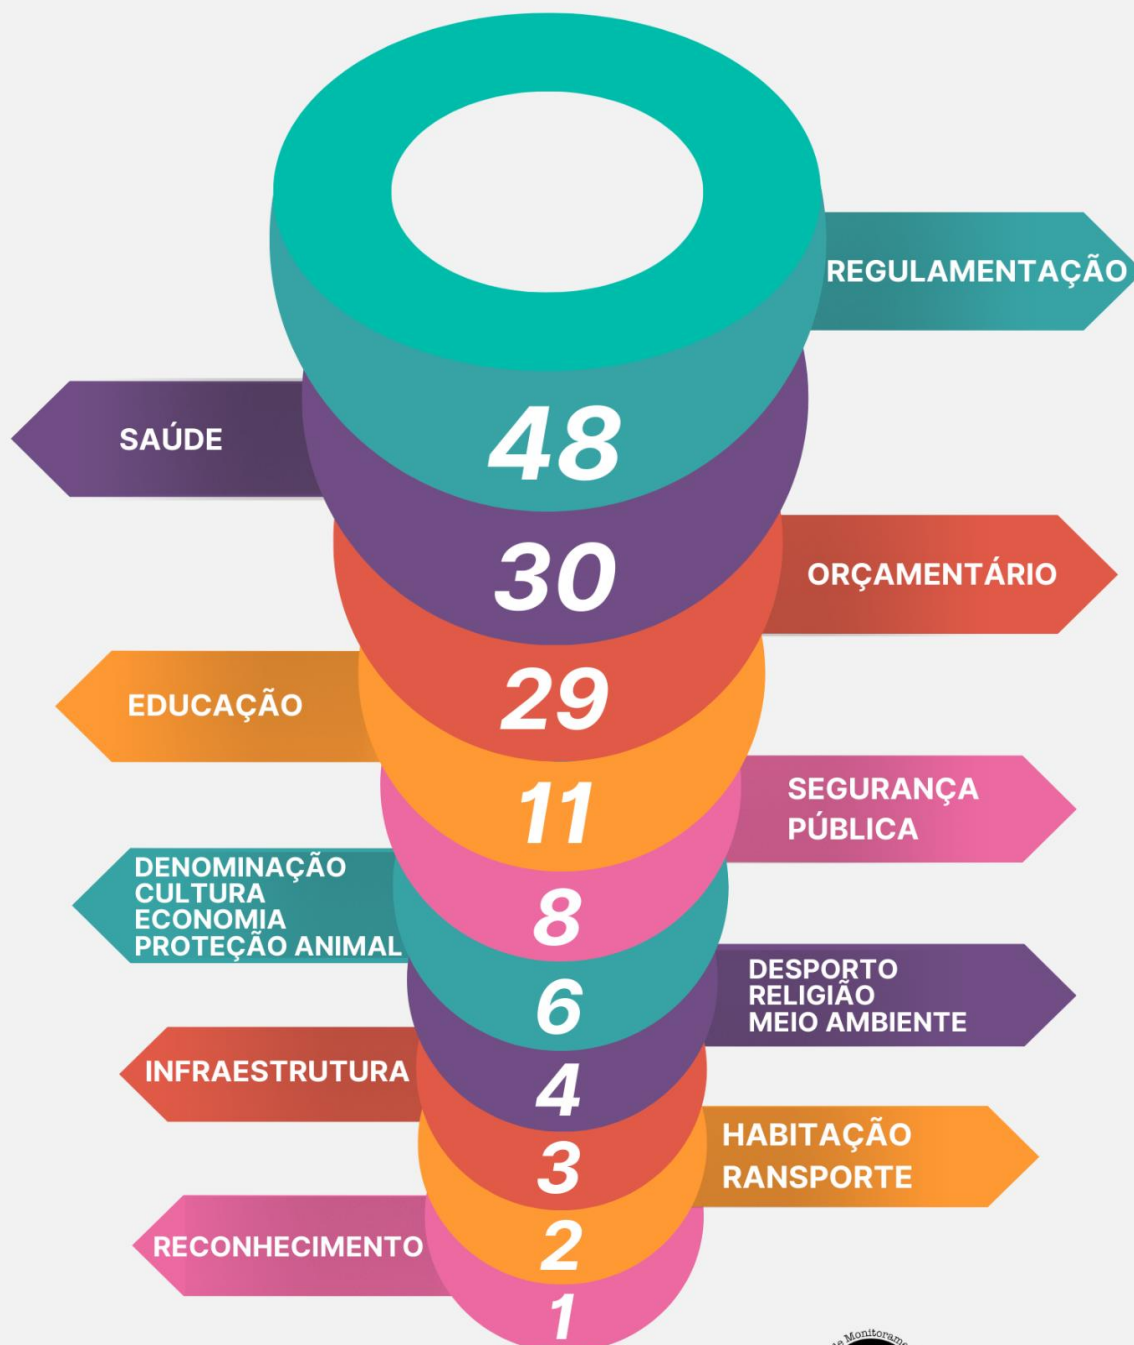 REGULAMENTAÇÃO
48
SAÚDE
30
ORÇAMENTÁRIO
29
EDUCAÇÃO
11
SEGURANÇA
PÚBLICA
8
DENOMINAÇÃO
CULTURA
ECONOMIA
PROTEÇÃO ANIMAL
6
DESPORTO
RELIGIÃO
MEIO AMBIENTE
4
INFRAESTRUTURA
3
HABITAÇÃO
RANSPORTE
2
RECONHECIMENTO
1